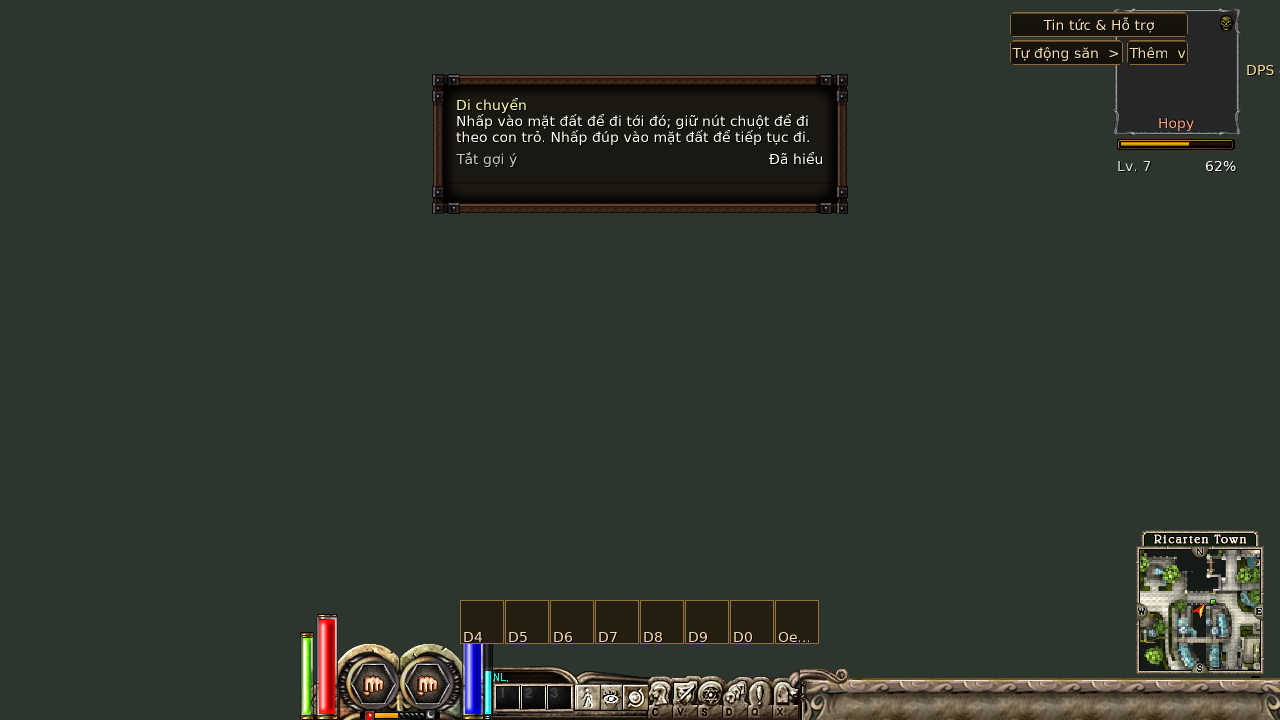 Tin tức & Hỗ trợ
Tự động săn >
Thêm v
DPS
Hopy
Lv. 7
62%
Di chuyển
Nhấp vào mặt đất để đi tới đó; giữ nút chuột để đi
theo con trỏ. Nhấp đúp vào mặt đất để tiếp tục đi.
Tắt gợi ý
Đã hiểu
Ricarten Town
N
W
E
S
D4
D5
D6
D7
D8
D9
D0
Oe...
NL,
2
3
C
V
S
D
Q
X